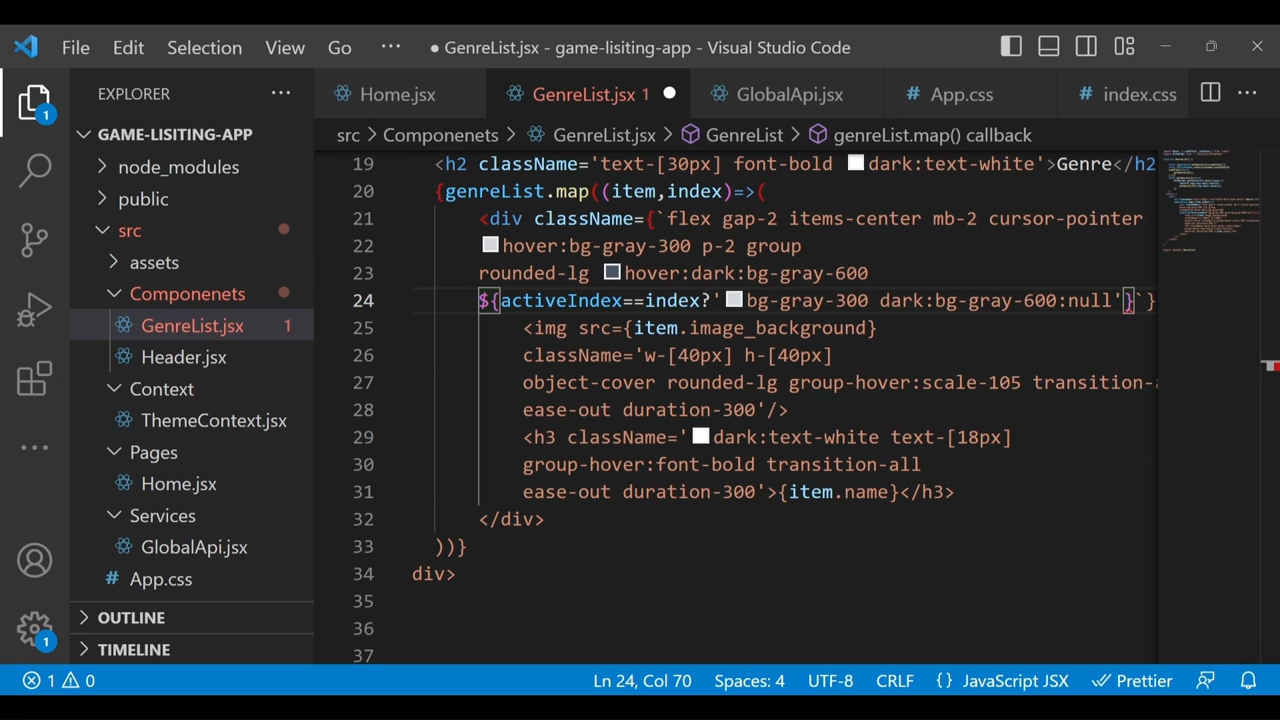 File Edit Selection View Go ··· ● GenreList.jsx - game-lisiting-app - Visual Studio Code
EXPLORER ···
Home.jsx GenreList.jsx 1 GlobalApi.jsx # App.css # index.css ···
GAME-LISITING-APP
src > Componenets > GenreList.jsx > GenreList > genreList.map() callback
node_modules
public
src
assets
Componenets
GenreList.jsx 1
Header.jsx
Context
ThemeContext.jsx
Pages
Home.jsx
Services
GlobalApi.jsx
# App.css
OUTLINE
TIMELINE
1
1
19 <h2 className='text-[30px] font-bold dark:text-white'>Genre</h2
20 {genreList.map((item,index)=>(
21 <div className={`flex gap-2 items-center mb-2 cursor-pointer
22 hover:bg-gray-300 p-2 group
23 rounded-lg hover:dark:bg-gray-600
24 ${activeIndex==index?'bg-gray-300 dark:bg-gray-600:null'}`}
25 <img src={item.image_background}
26 className='w-[40px] h-[40px]
27 object-cover rounded-lg group-hover:scale-105 transition-a
28 ease-out duration-300'/>
29 <h3 className='dark:text-white text-[18px]
30 group-hover:font-bold transition-all
31 ease-out duration-300'>{item.name}</h3>
32 </div>
33 ))}
34 div>
35
36
37
1 0 Ln 24, Col 70 Spaces: 4 UTF-8 CRLF {} JavaScript JSX Prettier